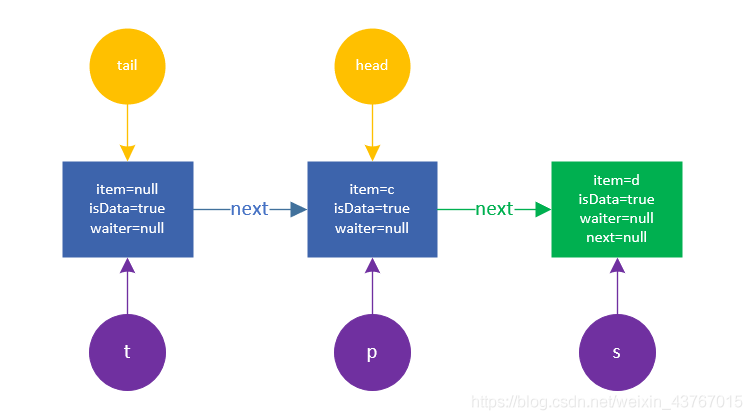 tail
head
item=null
isData=true
waiter=null
next
item=c
isData=true
waiter=null
next
item=d
isData=true
waiter=null
next=null
t
p
s
https://blog.csdn.net/weixin_43767015